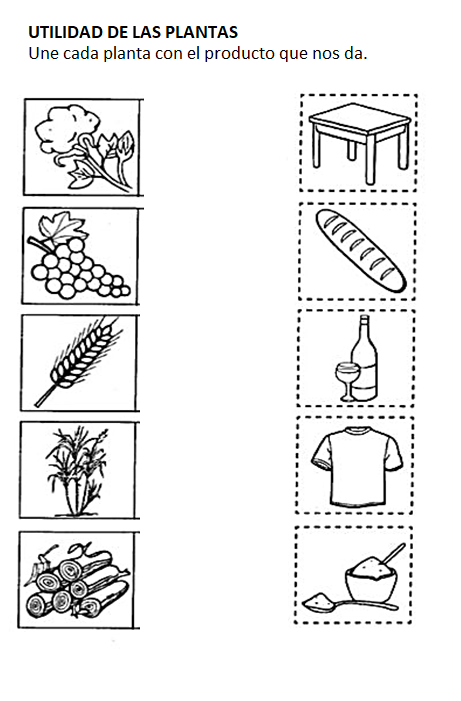 UTILIDAD DE LAS PLANTAS
Une cada planta con el producto que nos da.